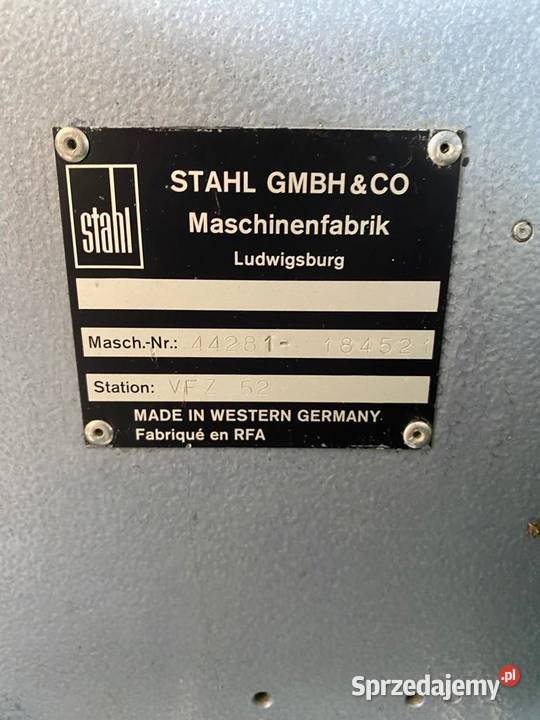 stahl
STAHL GMBH & CO
Maschinenfabrik
Ludwigsburg
Masch.-Nr.: 44281- 184521
Station: VFZ 52
MADE IN WESTERN GERMANY
Fabriqué en RFA
Sprzedajemy.pl